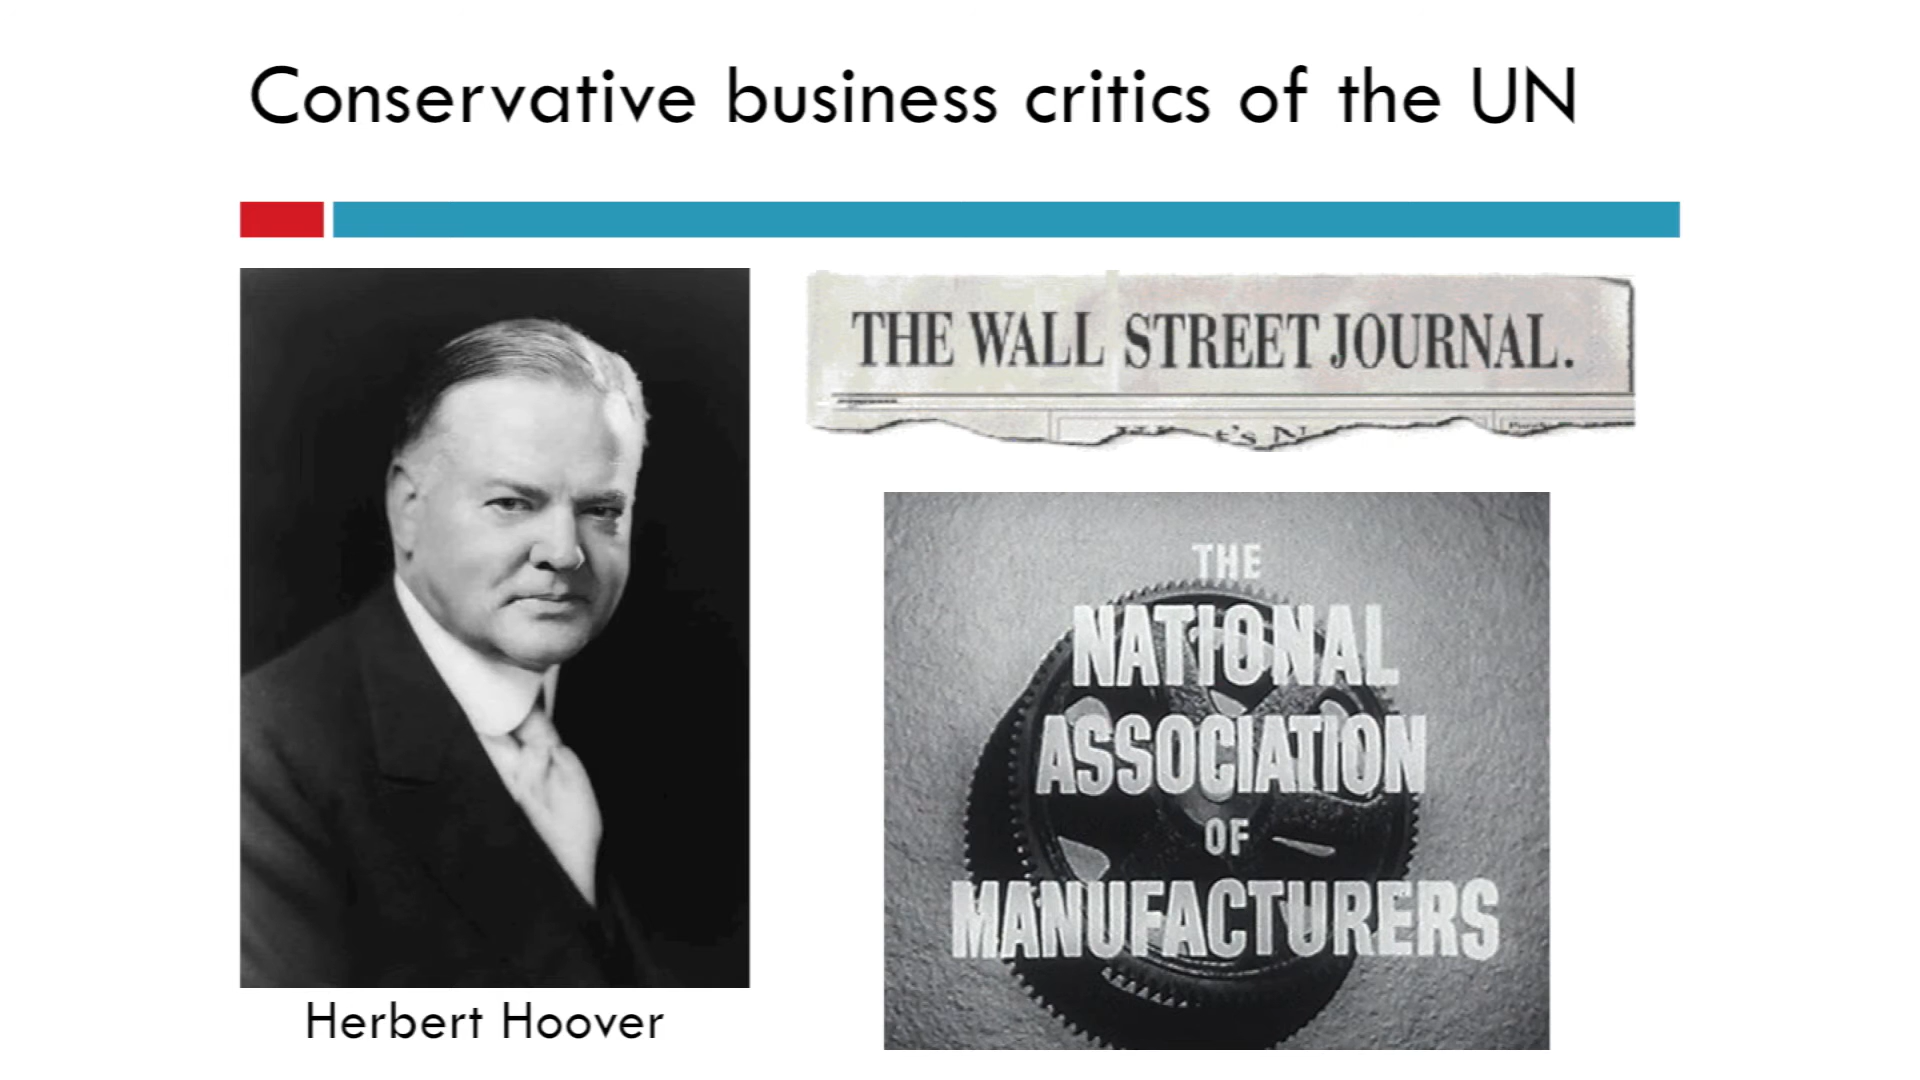 Conservative business critics of the UN
THE WALL STREET JOURNAL.
THE
NATIONAL
ASSOCIATION
OF
MANUFACTURERS
Herbert Hoover